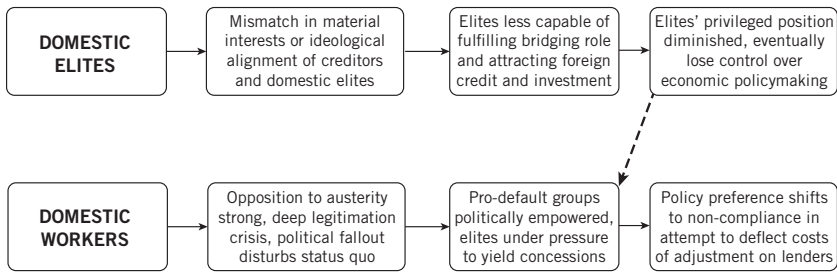 DOMESTIC
ELITES
Mismatch in material
interests or ideological
alignment of creditors
and domestic elites
Elites less capable of
fulfilling bridging role
and attracting foreign
credit and investment
Elites’ privileged position
diminished, eventually
lose control over
economic policymaking
DOMESTIC
WORKERS
Opposition to austerity
strong, deep legitimation
crisis, political fallout
disturbs status quo
Pro-default groups
politically empowered,
elites under pressure
to yield concessions
Policy preference shifts
to non-compliance in
attempt to deflect costs
of adjustment on lenders